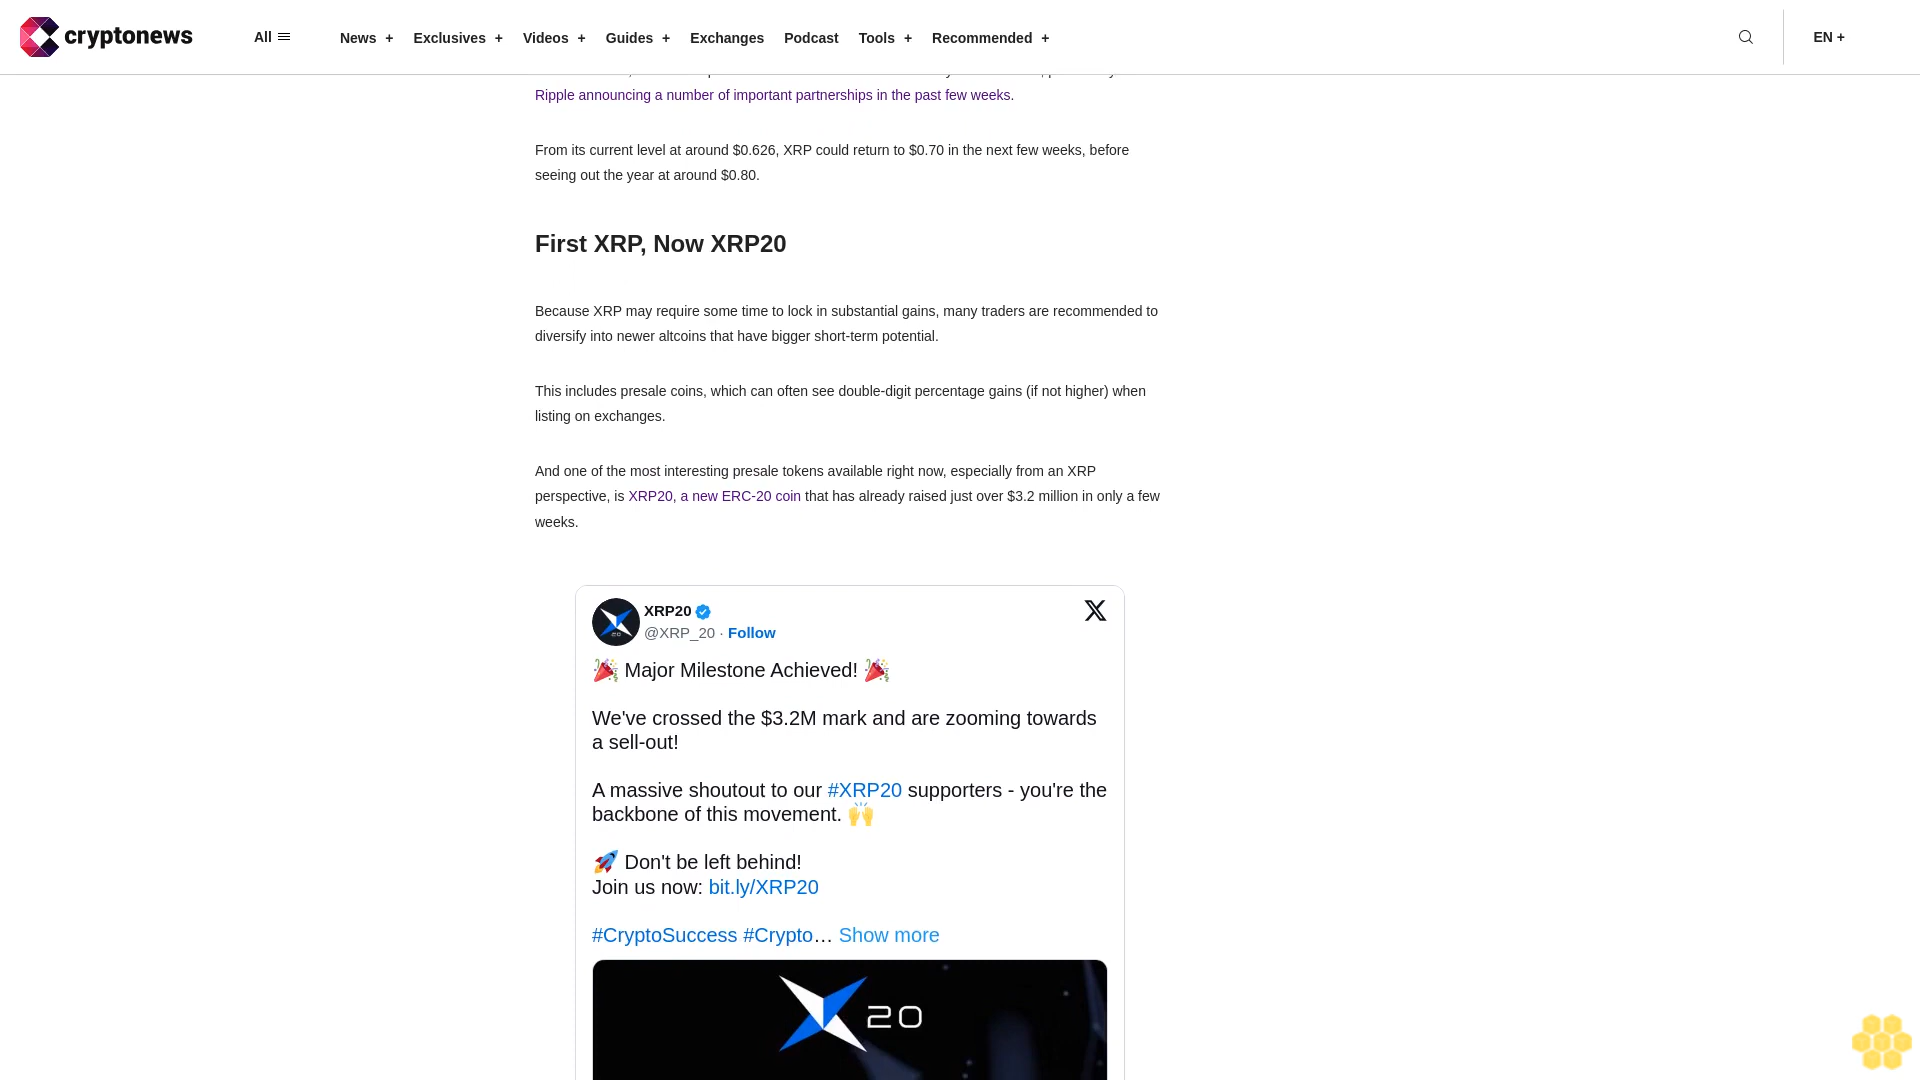 cryptonews
All
News +
Exclusives +
Videos +
Guides +
Exchanges
Podcast
Tools +
Recommended +
EN +
Ripple announcing a number of important partnerships in the past few weeks.
From its current level at around $0.626, XRP could return to $0.70 in the next few weeks, before
seeing out the year at around $0.80.
First XRP, Now XRP20
Because XRP may require some time to lock in substantial gains, many traders are recommended to
diversify into newer altcoins that have bigger short-term potential.
This includes presale coins, which can often see double-digit percentage gains (if not higher) when
listing on exchanges.
And one of the most interesting presale tokens available right now, especially from an XRP
perspective, is XRP20, a new ERC-20 coin that has already raised just over $3.2 million in only a few
weeks.
XRP20
@XRP_20 · Follow
🎉 Major Milestone Achieved! 🎉
We've crossed the $3.2M mark and are zooming towards
a sell-out!
A massive shoutout to our #XRP20 supporters - you're the
backbone of this movement. 🙌
🚀 Don't be left behind!
Join us now: bit.ly/XRP20
#CryptoSuccess #Crypto… Show more
20